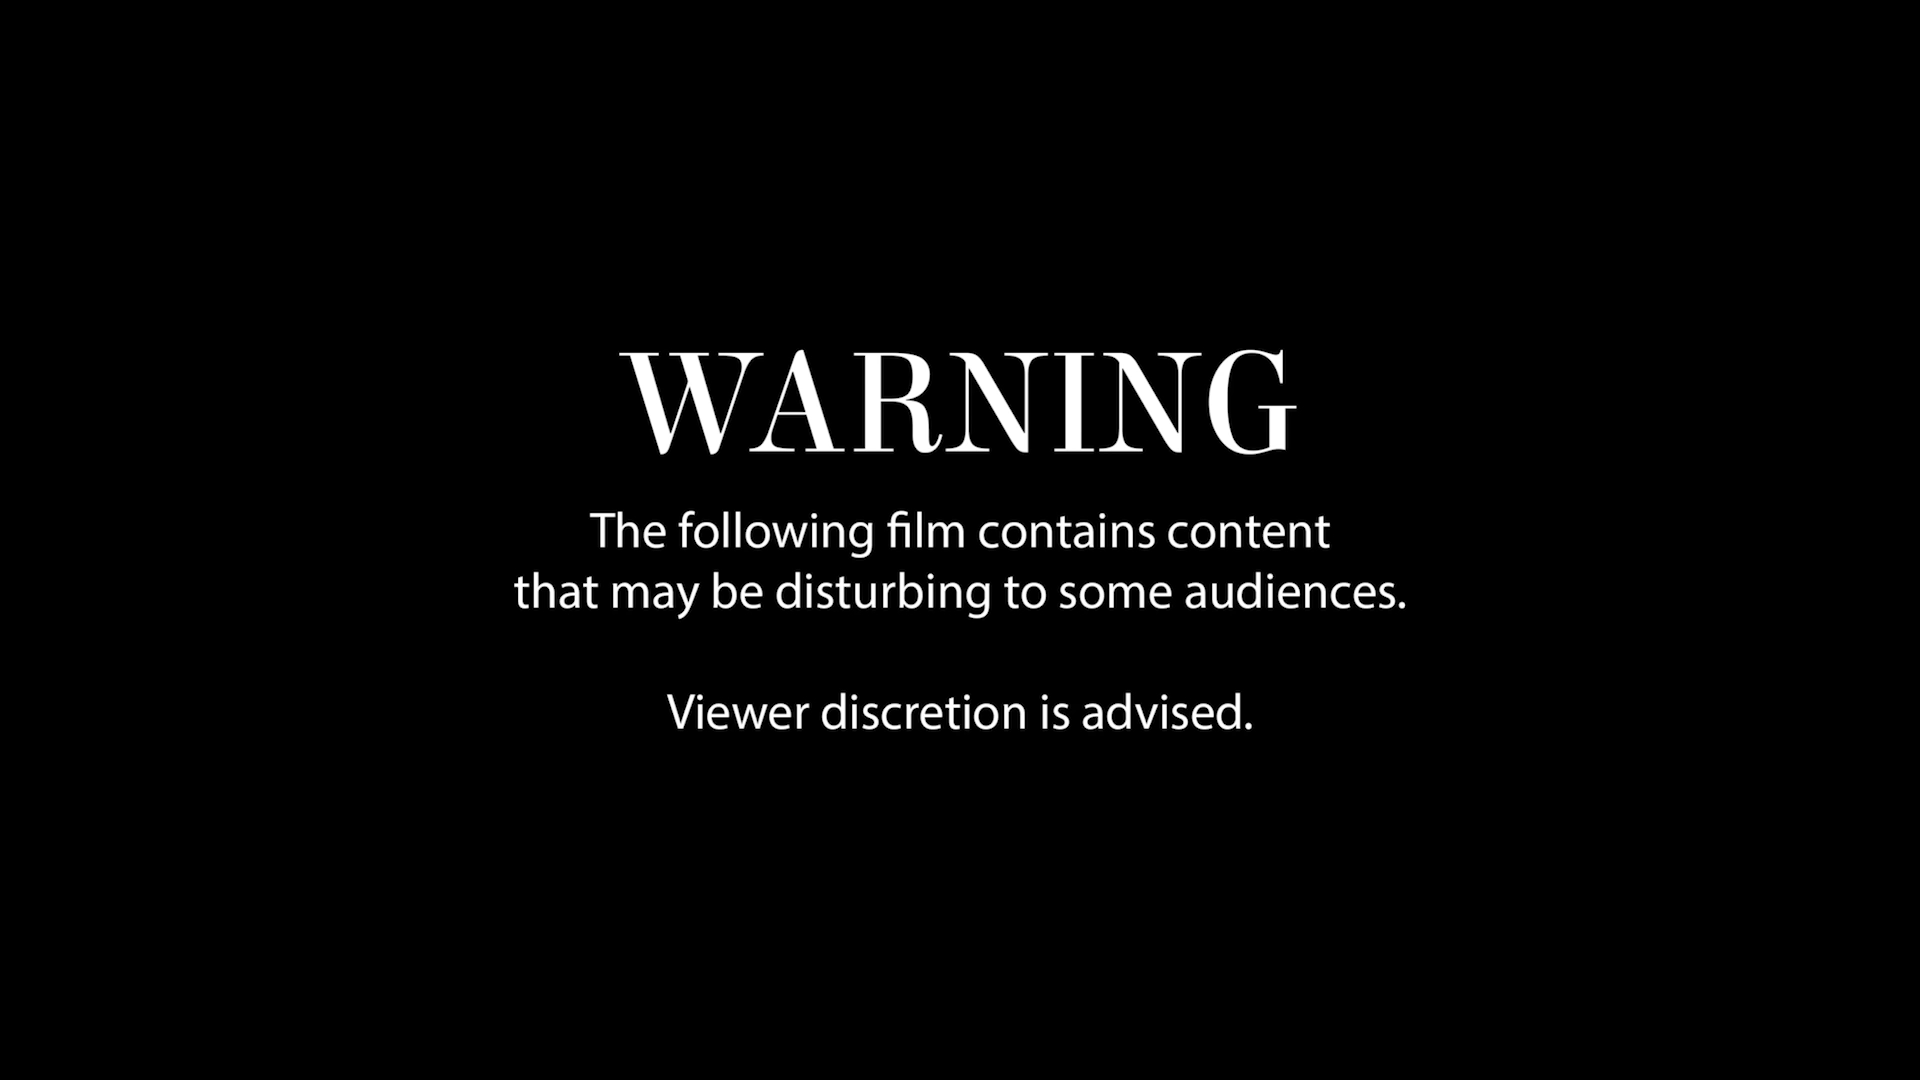 WARNING
The following film contains content
that may be disturbing to some audiences.
Viewer discretion is advised.